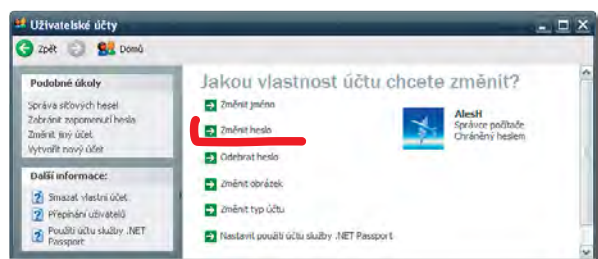 Uživatelské účty
Zpět
Domů
Podobné úkoly
Správa síťových hesel
Zabránit zapomenutí hesla
Změnit jiný účet
Vytvořit nový účet
Další informace:
Smazat vlastní účet
Přepínání uživatelů
Použití účtu služby .NET
Passport
Jakou vlastnost účtu chcete změnit?
Změnit jméno
Změnit heslo
Odebrat heslo
Změnit obrázek
Změnit typ účtu
Nastavit použití účtu služby .NET Passport
AlesH
Správce počítače
Chráněný heslem